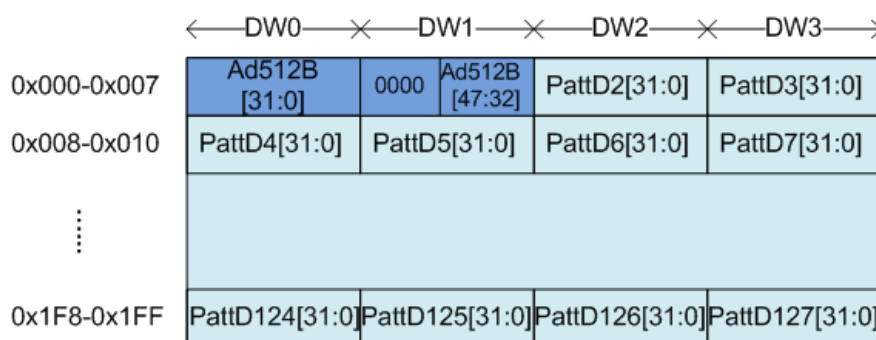 DW0 DW1 DW2 DW3
0x000-0x007 Ad512B [31:0] 0000 Ad512B [47:32] PattD2[31:0] PattD3[31:0]
0x008-0x010 PattD4[31:0] PattD5[31:0] PattD6[31:0] PattD7[31:0]
0x1F8-0x1FF PattD124[31:0] PattD125[31:0] PattD126[31:0] PattD127[31:0]